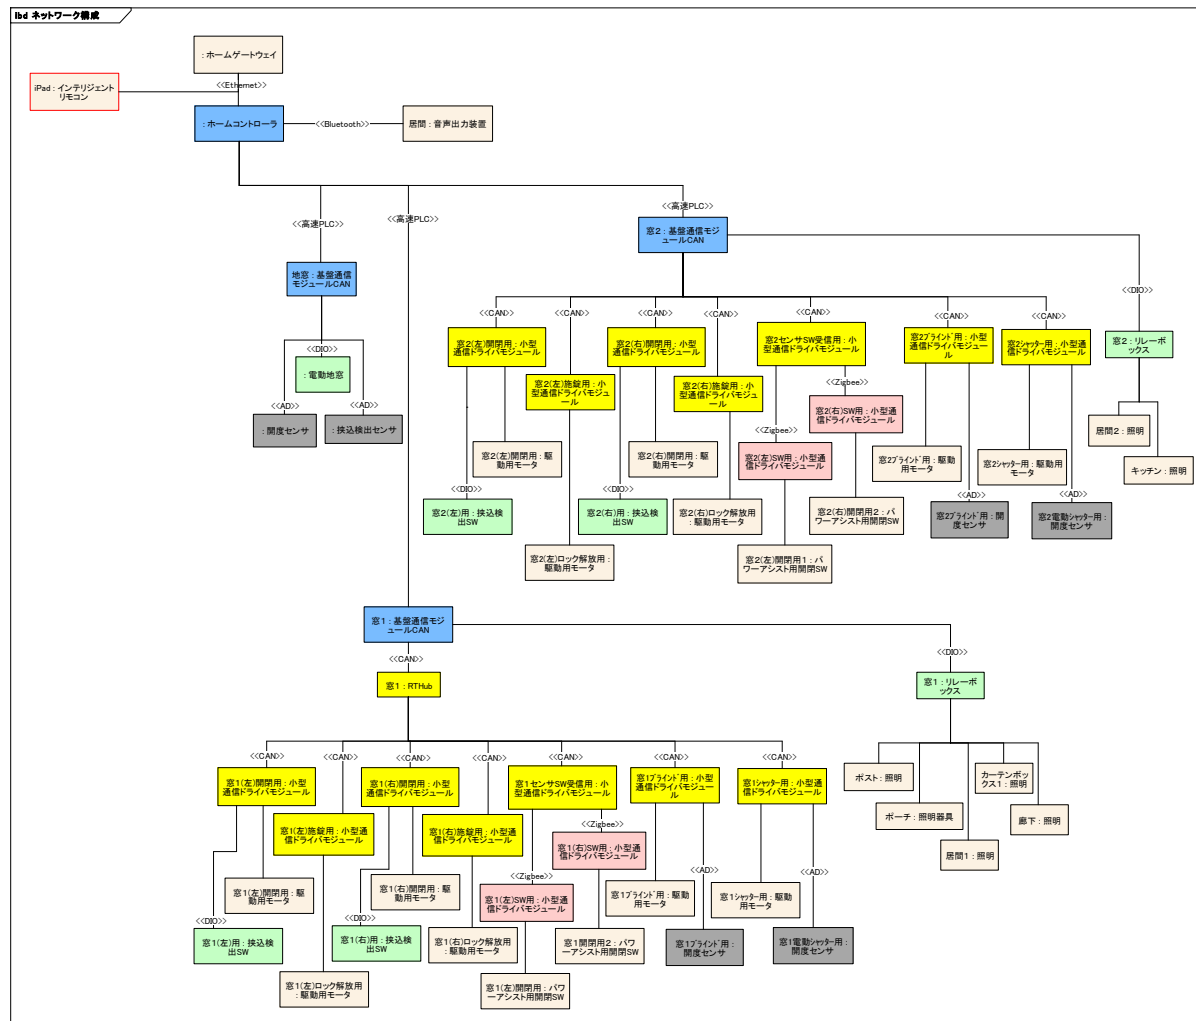 ibd ネットワーク構成
: ホームゲートウェイ
<<Ethernet>>
iPad : インテリジェント
リモコン
: ホームコントローラ
<<Bluetooth>>
居間 : 音声出力装置
<<高速PLC>>
<<高速PLC>>
<<高速PLC>>
窓2 : 基盤通信モジ
ュールCAN
地窓 : 基盤通信
モジュールCAN
<<DIO>>
: 電動地窓
<<AD>>
<<AD>>
: 開度センサ
: 挟込検出センサ
<<CAN>>
<<CAN>>
<<CAN>>
<<CAN>>
<<CAN>>
<<CAN>>
<<CAN>>
<<DIO>>
窓2(左)開閉用 : 小型
通信ドライバモジュール
窓2(左)施錠用 : 小
型通信ドライバモジュ
ール
窓2(右)開閉用 : 小型
通信ドライバモジュール
窓2(右)施錠用 : 小
型通信ドライバモジュ
ール
窓2センサSW受信用 : 小
型通信ドライバモジュール
窓2ブラインド用 : 小型
通信ドライバモジュー
ル
窓2シャッター用 : 小型通
信ドライバモジュール
窓2 : リレーボ
ックス
<<Zigbee>>
窓2(右)SW用 : 小型通
信ドライバモジュール
<<Zigbee>>
窓2(左)SW用 : 小型通
信ドライバモジュール
居間2 : 照明
キッチン : 照明
窓2(左)開閉用 : 駆
動用モータ
窓2(右)開閉用 : 駆
動用モータ
窓2ブラインド用 : 駆動
用モータ
窓2シャッター用 : 駆動用
モータ
<<DIO>>
<<DIO>>
<<AD>>
<<AD>>
窓2(左)用 : 挟込検
出SW
窓2(右)用 : 挟込検
出SW
窓2(右)ロック解放用
: 駆動用モータ
窓2(右)開閉用2 : パ
ワーアシスト用開閉SW
窓2ブラインド用 : 開
度センサ
窓2電動シャッター用 :
開度センサ
窓2(左)ロック解放用 :
駆動用モータ
窓2(左)開閉用1 : パ
ワーアシスト用開閉SW
窓1 : 基盤通信モジ
ュールCAN
<<CAN>>
<<DIO>>
窓1 : RTHub
窓1 : リレーボ
ックス
<<CAN>>
<<CAN>>
<<CAN>>
<<CAN>>
<<CAN>>
<<CAN>>
<<CAN>>
窓1(左)開閉用 : 小型
通信ドライバモジュール
窓1(左)施錠用 : 小型通
信ドライバモジュール
窓1(右)開閉用 : 小型
通信ドライバモジュール
窓1(右)施錠用 : 小型通
信ドライバモジュール
窓1センサSW受信用 : 小
型通信ドライバモジュール
窓1ブラインド用 : 小型
通信ドライバモジュー
ル
窓1シャッター用 : 小型通信
ドライバモジュール
ポスト : 照明
カーテンボッ
クス1 : 照明
ポーチ : 照明器具
廊下 : 照明
居間1 : 照明
<<Zigbee>>
窓1(右)SW用 : 小型通
信ドライバモジュール
<<Zigbee>>
窓1(左)SW用 : 小型通
信ドライバモジュール
窓1(左)開閉用 : 駆
動用モータ
窓1(右)開閉用 : 駆
動用モータ
窓1ブラインド用 : 駆動
用モータ
窓1シャッター用 : 駆動
用モータ
<<DIO>>
<<DIO>>
<<AD>>
<<AD>>
窓1(左)用 : 挟込検
出SW
窓1(右)用 : 挟込検
出SW
窓1(右)ロック解放用
: 駆動用モータ
窓1開閉用2 : パワ
ーアシスト用開閉SW
窓1ブラインド用 :
開度センサ
窓1電動シャッター用 :
開度センサ
窓1(左)ロック解放用
: 駆動用モータ
窓1(左)開閉用 : パワ
ーアシスト用開閉SW